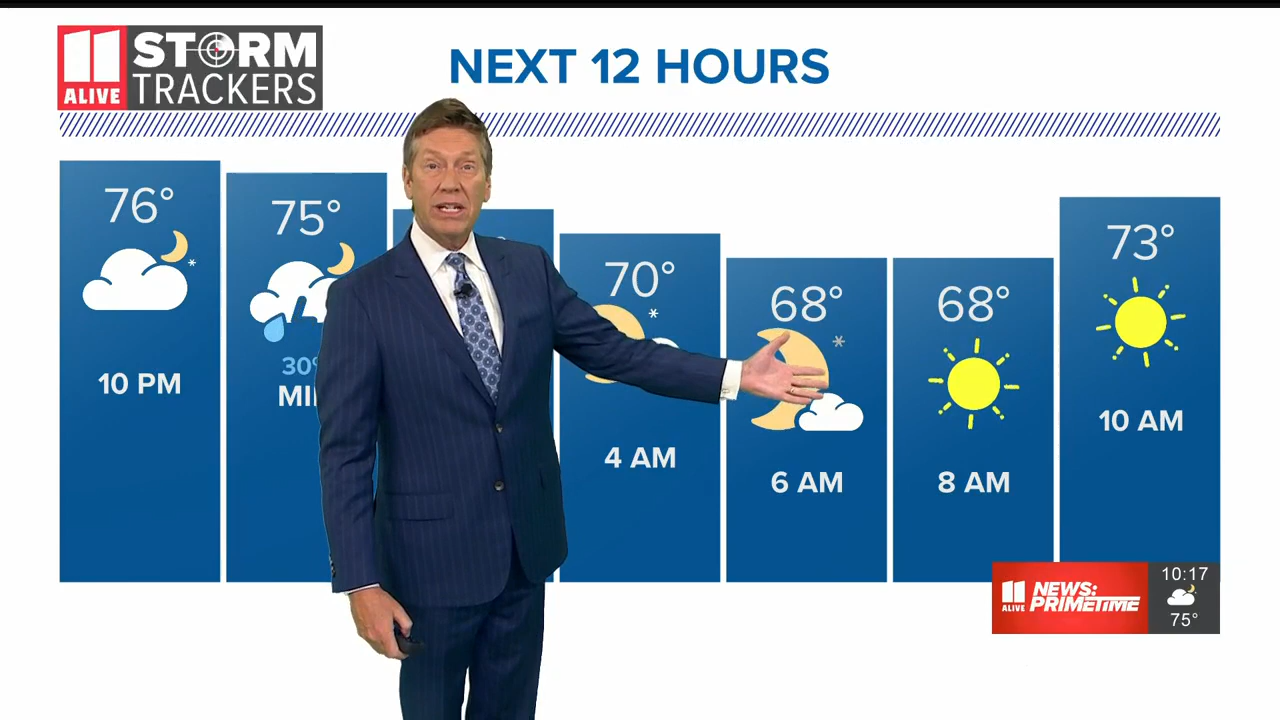 11
ALIVE
STORM
TRACKERS
NEXT 12 HOURS
76°
10 PM
75°
30
70°
4 AM
68°
6 AM
68°
8 AM
73°
10 AM
11
ALIVE
NEWS:
PRIMETIME
10:17
75°